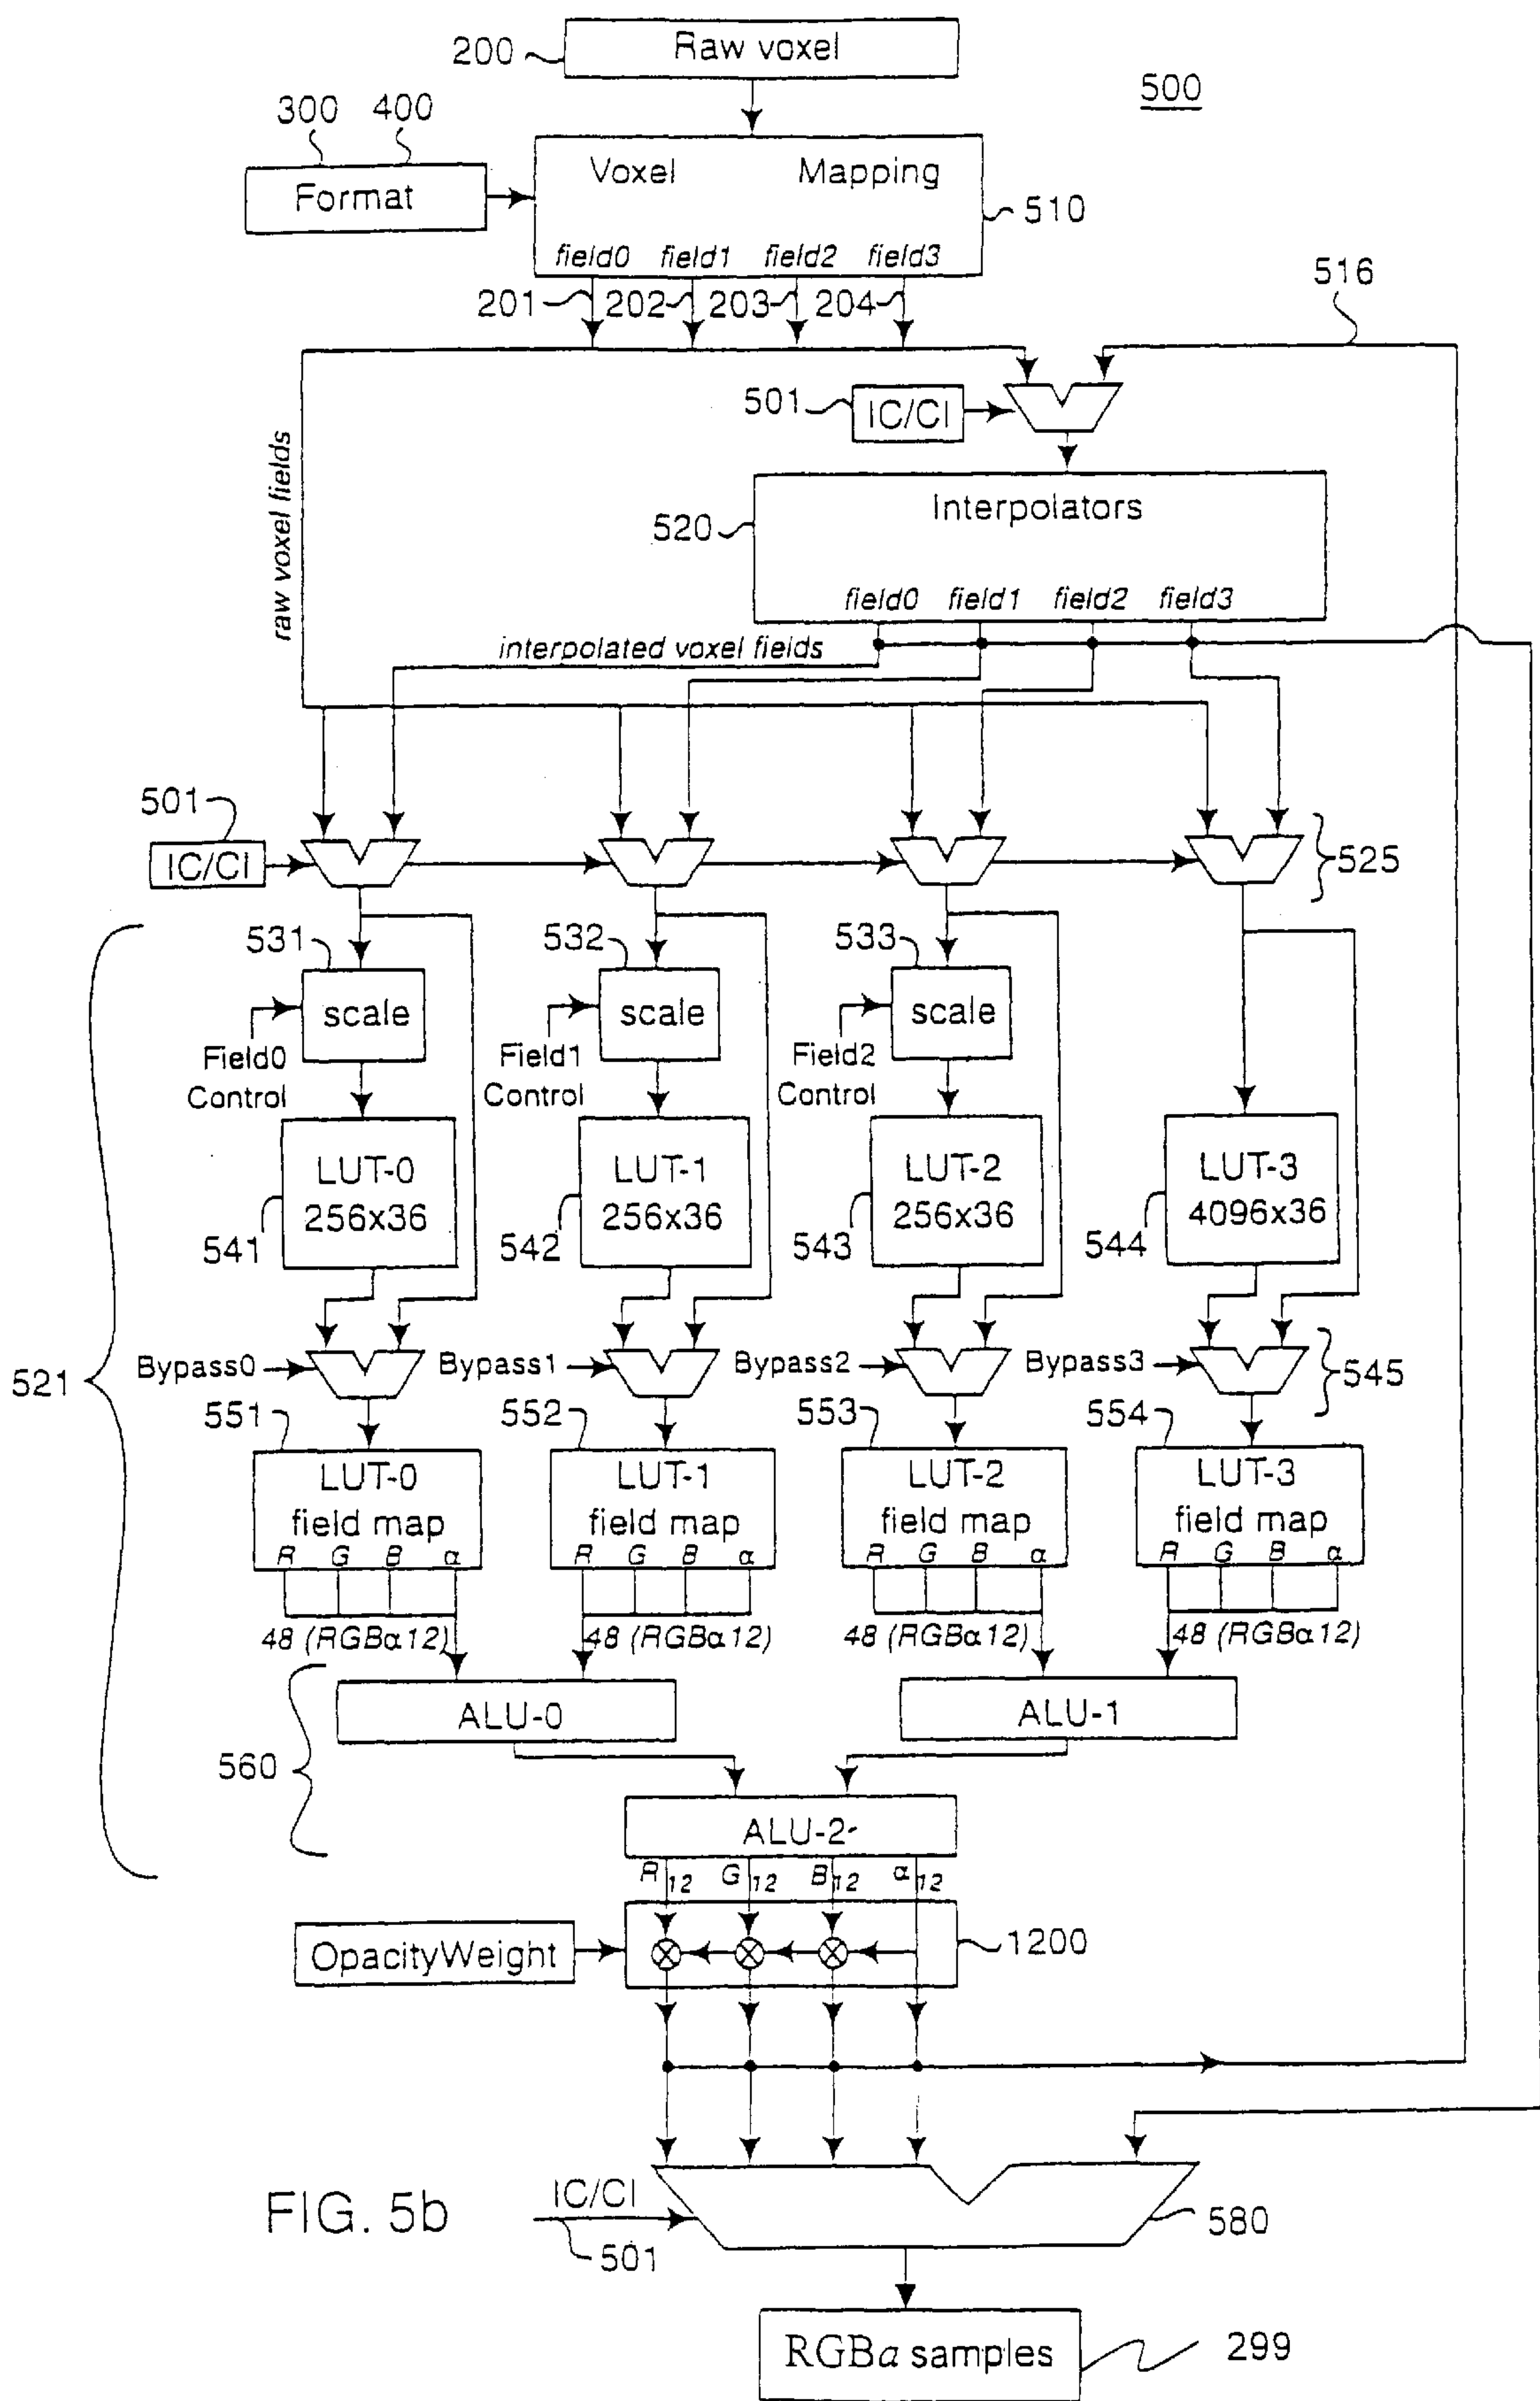 200
Raw voxel
500
300 400
Format
Voxel Mapping
510
field0 field1 field2 field3
201 202 203 204
516
501
IC/CI
raw voxel fields
520
Interpolators
field0 field1 field2 field3
interpolated voxel fields
501
IC/CI
525
521
531
scale
Field0
Control
532
scale
Field1
Control
533
scale
Field2
Control
LUT-0
256x36
541
LUT-1
256x36
542
LUT-2
256x36
543
LUT-3
4096x36
544
Bypass0
Bypass1
Bypass2
Bypass3
545
551
LUT-0
field map
R G B α
552
LUT-1
field map
R G B α
553
LUT-2
field map
R G B α
554
LUT-3
field map
R G B α
48 (RGBα12)
48 (RGBα12)
48 (RGBα12)
48 (RGBα12)
560
ALU-0
ALU-1
ALU-2
R 12 G 12 B 12 α 12
OpacityWeight
1200
FIG. 5b
IC/CI
501
580
RGBα samples
299